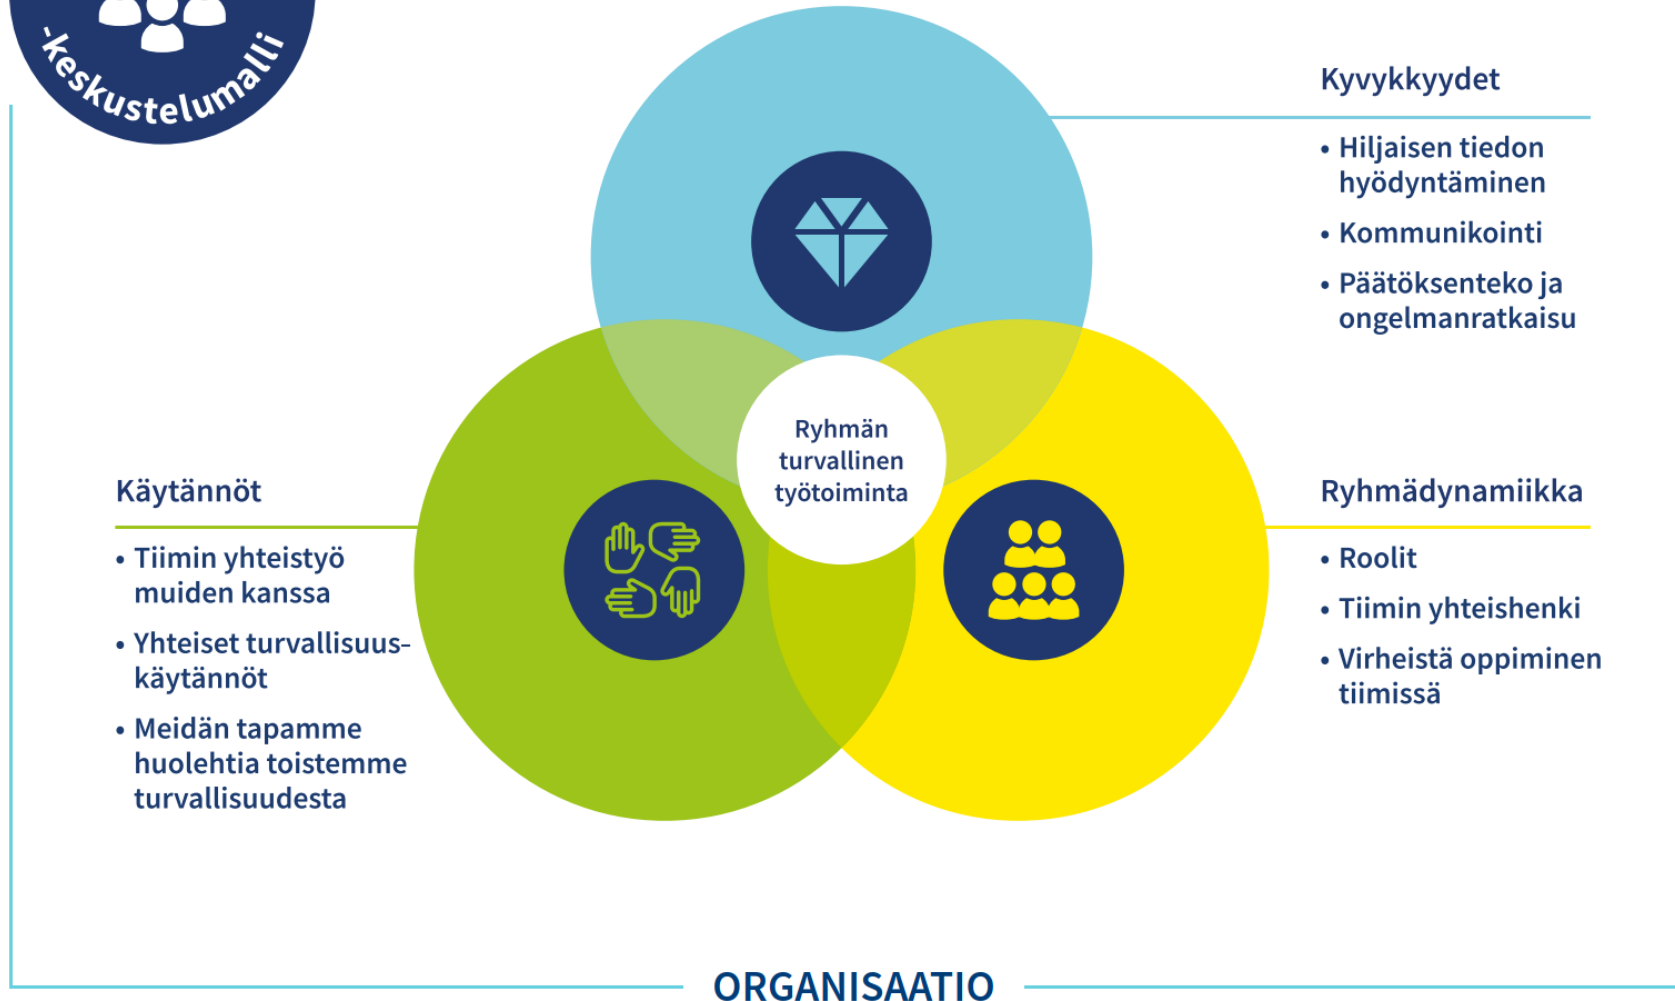 -keskustelumalli
Kyvykkyydet
• Hiljaisen tiedon
hyödyntäminen
• Kommunikointi
• Päätöksenteko ja
ongelmanratkaisu
Ryhmän
turvallinen
työtoiminta
Käytännöt
• Tiimin yhteistyö
muiden kanssa
• Yhteiset turvallisuus-
käytännöt
• Meidän tapamme
huolehtia toistemme
turvallisuudesta
Ryhmädynamiikka
• Roolit
• Tiimin yhteishenki
• Virheistä oppiminen
tiimissä
ORGANISAATIO